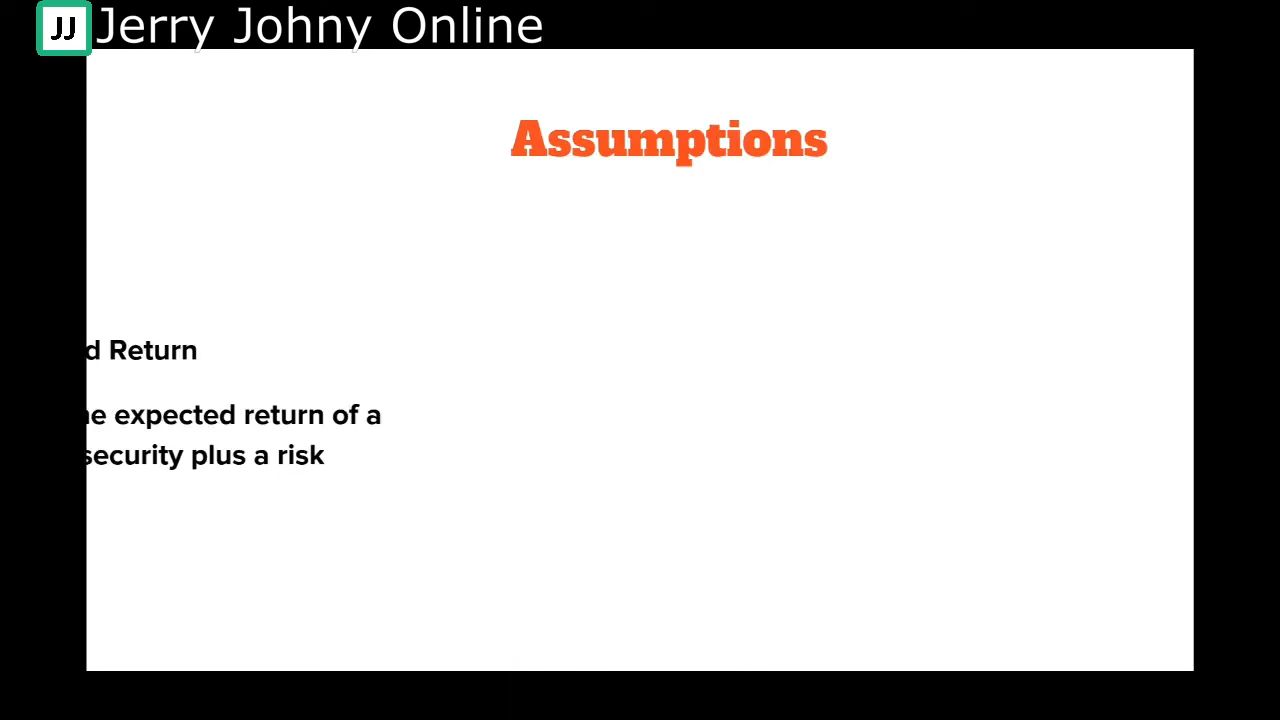 JJ Jerry Johny Online
Assumptions
d Return
expected return of a
security plus a risk